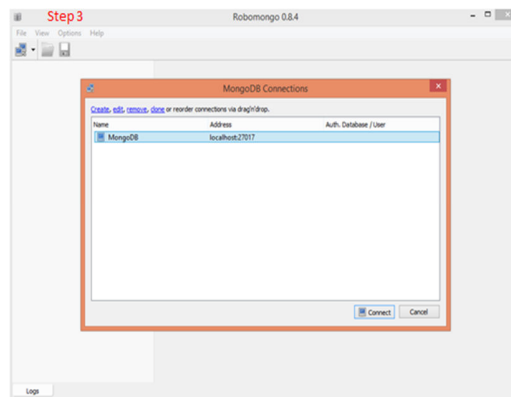 Step 3
Robomongo 0.8.4
File View Options Help
MongoDB Connections
Create, edit, remove, clone or reorder connections via drag'n'drop.
Name Address Auth. Database / User
MongoDB localhost:27017
Connect Cancel
Logs